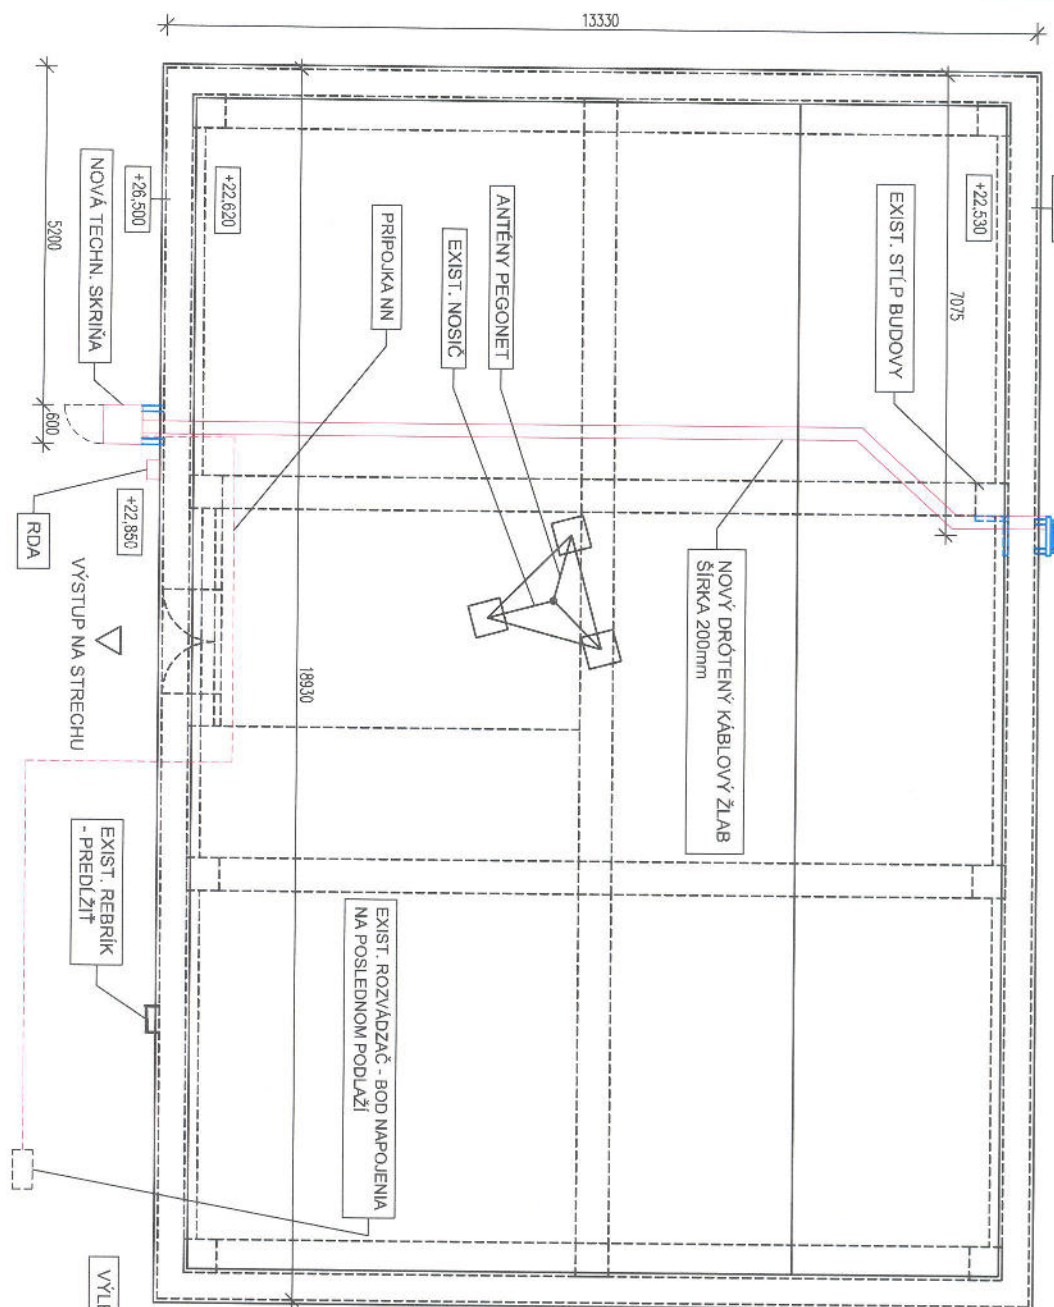 13330
5200
600
NOVÁ TECHN. SKRIŇA
+26,500
+22,620
PRÍPOJKA NN
EXIST. NOSIČ
ANTÉNY PEGONET
EXIST. STĹP BUDOVY
7075
+22,530
RDA
+22,850
VÝSTUP NA STRECHU
18930
NOVÝ DRÔTENÝ KÁBLOVÝ ŽLAB
ŠÍRKA 200mm
EXIST. REBRÍK
- PREDĹŽIŤ
EXIST. ROZVÁDZAČ - BOD NAPOJENIA
NA POSLEDNOM PODLAŽÍ